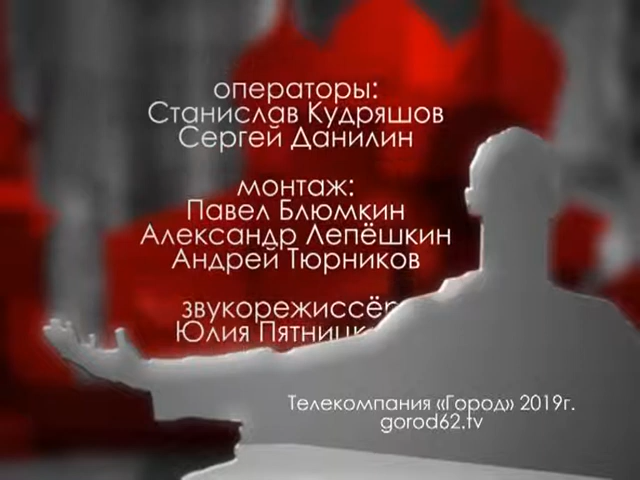 операторы:
Станислав Кудряшов
Сергей Данилин
монтаж:
Павел Блюмкин
Александр Лепёшкин
Андрей Тюрников
звукорежиссёр
Юлия
Телекомпания «Город» 2019г.
gorod62.tv